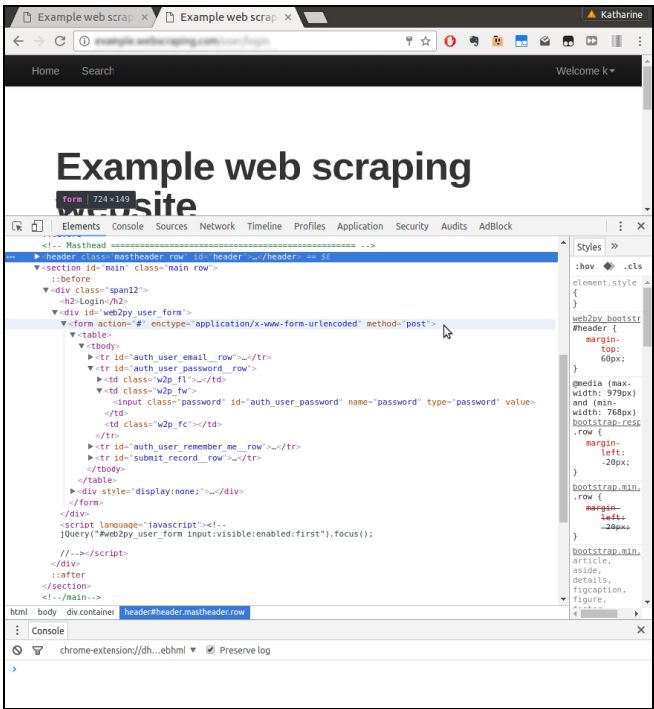 Example web scrap ×
Example web scrap ×
Katharine
Home Search Welcome k
Example web scraping
website
form 724×149
Elements Console Sources Network Timeline Profiles Application Security Audits AdBlock
<!-- Masthead ================================================== -->
<header class="mastheader row" id="header">…</header> == $0
<section id="main" class="main row">
::before
<div class="span12">
<h2>Login</h2>
<div id="web2py_user_form">
<form action="#" enctype="application/x-www-form-urlencoded" method="post">
<table>
<tbody>
<tr id="auth_user_email__row">…</tr>
<tr id="auth_user_password__row">
<td class="w2p_fl">…</td>
<td class="w2p_fw">
<input class="password" id="auth_user_password" name="password" type="password" value>
</td>
<td class="w2p_fc"></td>
</tr>
<tr id="auth_user_remember_me__row">…</tr>
<tr id="submit_record__row">…</tr>
</tbody>
</table>
<div style="display:none;">…</div>
</form>
</div>
<script language="javascript"><!--
jQuery("#web2py_user_form input:visible:enabled:first").focus();
//--></script>
</div>
::after
</section>
<!--/main-->
Styles »
:hov .cls
element.style
{
}
web2py_bootstr
#header {
margin-
top:
60px;
}
@media (max-
width: 979px)
and (min-
width: 768px)
bootstrap-resp
.row {
margin-
left:
-20px;
}
bootstrap.min.
.row {
margin-
left:
-20px;
}
bootstrap.min.
article,
aside,
details,
figcaption,
figure,
html body div.container header#header.mastheader.row
Console
chrome-extension://dh…ebhml ▼ Preserve log
>